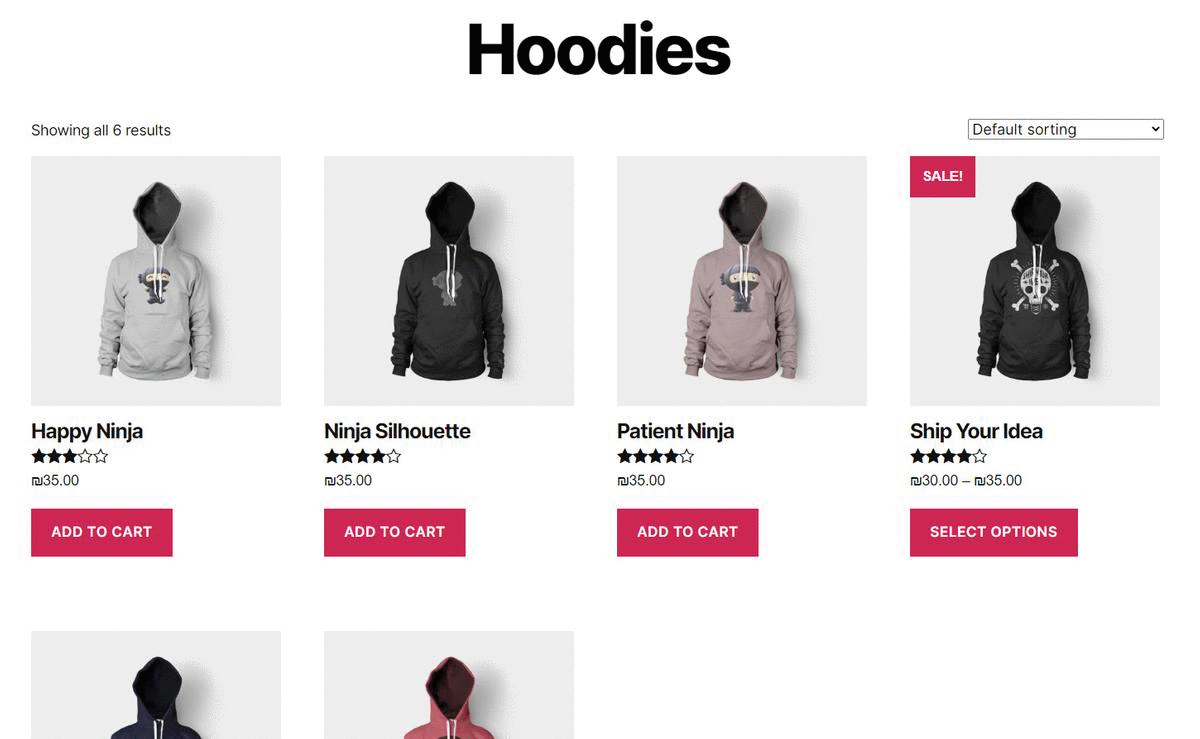 Hoodies
Showing all 6 results
Default sorting
SALE!
Happy Ninja
₪35.00
ADD TO CART
Ninja Silhouette
₪35.00
ADD TO CART
Patient Ninja
₪35.00
ADD TO CART
Ship Your Idea
₪30.00 – ₪35.00
SELECT OPTIONS